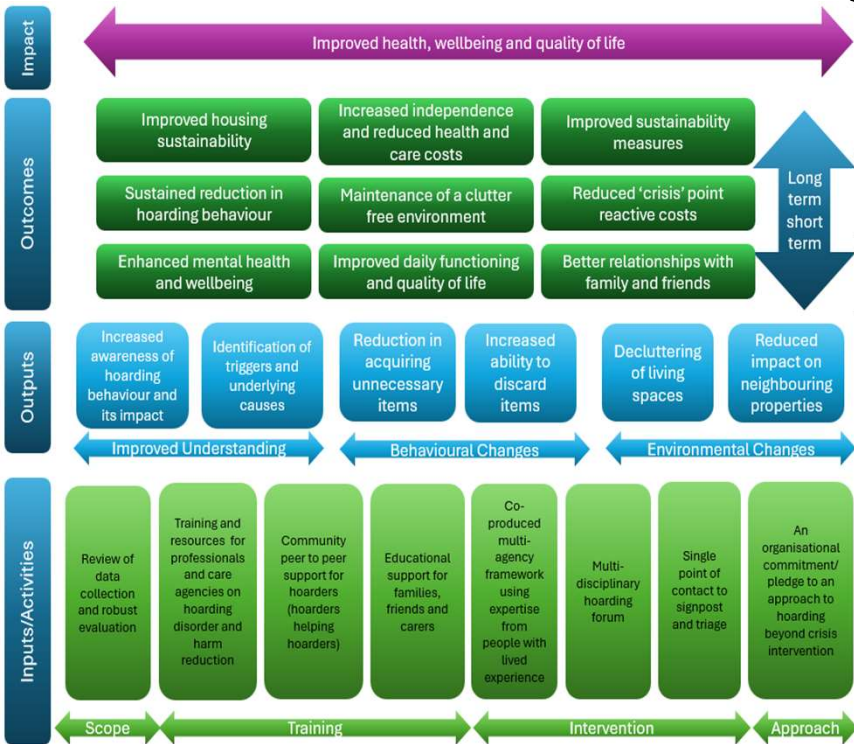 Impact
Improved health, wellbeing and quality of life
Outcomes
Improved housing
sustainability
Increased independence
and reduced health and
care costs
Improved sustainability
measures
Sustained reduction in
hoarding behaviour
Maintenance of a clutter
free environment
Reduced ‘crisis’ point
reactive costs
Enhanced mental health
and wellbeing
Improved daily functioning
and quality of life
Better relationships with
family and friends
Long
term
short
term
Outputs
Increased
awareness of
hoarding
behaviour and
its impact
Identification of
triggers and
underlying
causes
Reduction in
acquiring
unnecessary
items
Increased
ability to
discard
items
Decluttering
of living
spaces
Reduced
impact on
neighbouring
properties
Improved Understanding
Behavioural Changes
Environmental Changes
Inputs/Activities
Review of
data
collection
and robust
evaluation
Training and
resources for
professionals
and care
agencies on
hoarding
disorder and
harm
reduction
Community
peer to peer
support for
hoarders
(hoarders
helping
hoarders)
Educational
support for
families,
friends and
carers
Co-
produced
multi-
agency
framework
using
expertise
from
people with
lived
experience
Multi-
disciplinary
hoarding
forum
Single
point of
contact to
signpost
and triage
An
organisational
commitment/
pledge to an
approach to
hoarding
beyond crisis
intervention
Scope
Training
Intervention
Approach